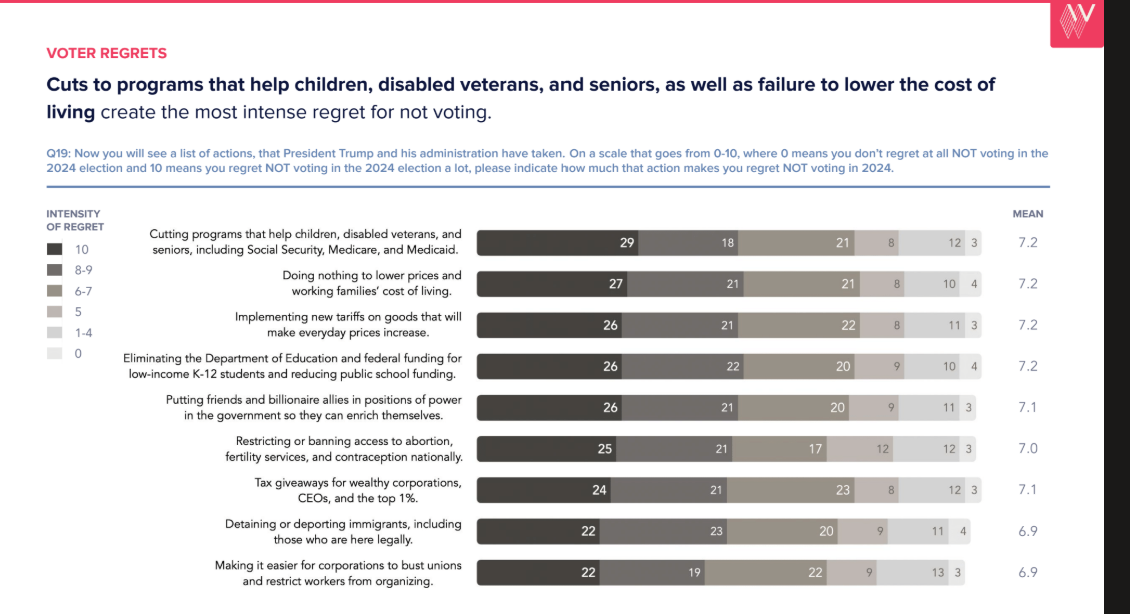 VOTER REGRETS
Cuts to programs that help children, disabled veterans, and seniors, as well as failure to lower the cost of
living create the most intense regret for not voting.
Q19: Now you will see a list of actions, that President Trump and his administration have taken. On a scale that goes from 0-10, where 0 means you don't regret at all NOT voting in the
2024 election and 10 means you regret NOT voting in the 2024 election a lot, please indicate how much that action makes you regret NOT voting in 2024.
INTENSITY
OF REGRET
10
8-9
6-7
5
1-4
0
MEAN
Cutting programs that help children, disabled veterans, and
seniors, including Social Security, Medicare, and Medicaid.
29 18 21 8 12 3 7.2
Doing nothing to lower prices and
working families' cost of living.
27 21 21 8 10 4 7.2
Implementing new tariffs on goods that will
make everyday prices increase.
26 21 22 8 11 3 7.2
Eliminating the Department of Education and federal funding for
low-income K-12 students and reducing public school funding.
26 22 20 9 10 4 7.2
Putting friends and billionaire allies in positions of power
in the government so they can enrich themselves.
26 21 20 9 11 3 7.1
Restricting or banning access to abortion,
fertility services, and contraception nationally.
25 21 17 12 12 3 7.0
Tax giveaways for wealthy corporations,
CEOs, and the top 1%.
24 21 23 8 12 3 7.1
Detaining or deporting immigrants, including
those who are here legally.
22 23 20 9 11 4 6.9
Making it easier for corporations to bust unions
and restrict workers from organizing.
22 19 22 9 13 3 6.9